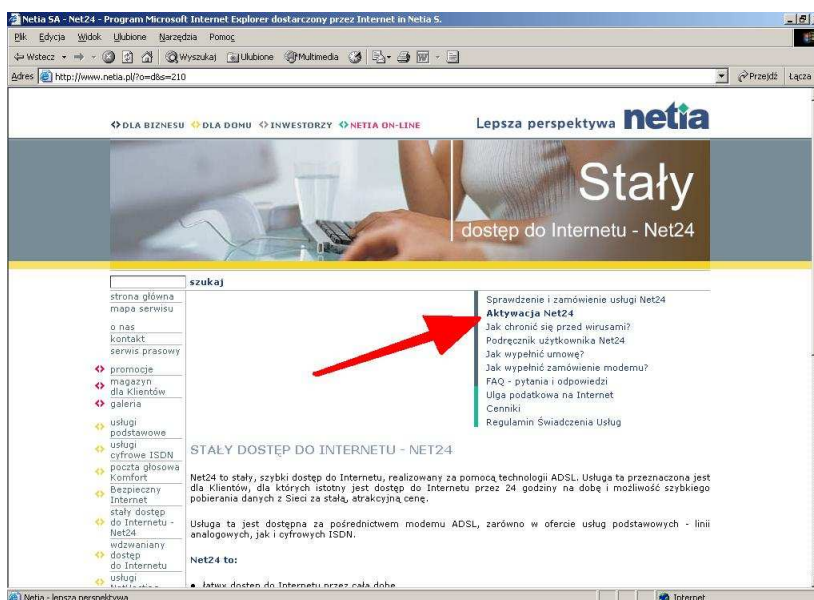 Netia SA - Net24 - Program Microsoft Internet Explorer dostarczony przez Internet in Netia S.
Plik Edycja Widok Ulubione Narzędzia Pomoc
Wstecz Wyszukaj Ulubione Multimedia
Adres http://www.netia.pl/?o=d&s=210 Przejdź Łącza
DLA BIZNESU DLA DOMU INWESTORZY NETIA ON-LINE Lepsza perspektywa netia
Stały
dostęp do Internetu - Net24
szukaj
strona główna
mapa serwisu
o nas
kontakt
serwis prasowy
promocje
magazyn
dla Klientów
galeria
usługi
podstawowe
usługi
cyfrowe ISDN
poczta głosowa
Komfort
Bezpieczny
Internet
stały dostęp
do Internetu -
Net24
wdzwaniany
dostęp
do Internetu
usługi
Sprawdzenie i zamówienie usługi Net24
Aktywacja Net24
Jak chronić się przed wirusami?
Podręcznik użytkownika Net24
Jak wypełnić umowę?
Jak wypełnić zamówienie modemu?
FAQ - pytania i odpowiedzi
Ulga podatkowa na Internet
Cenniki
Regulamin Świadczenia Usług
STAŁY DOSTĘP DO INTERNETU - NET24
Net24 to stały, szybki dostęp do Internetu, realizowany za pomocą technologii ADSL. Usługa ta przeznaczona jest
dla Klientów, dla których istotny jest dostęp do Internetu przez 24 godziny na dobę i możliwość szybkiego
pobierania danych z Sieci za stałą, atrakcyjną cenę.
Usługa ta jest dostępna za pośrednictwem modemu ADSL, zarówno w ofercie usług podstawowych - linii
analogowych, jak i cyfrowych ISDN.
Net24 to:
łatwy dostęp do Internetu przez całą dobę
Netia - lepsza perspektywa Internet